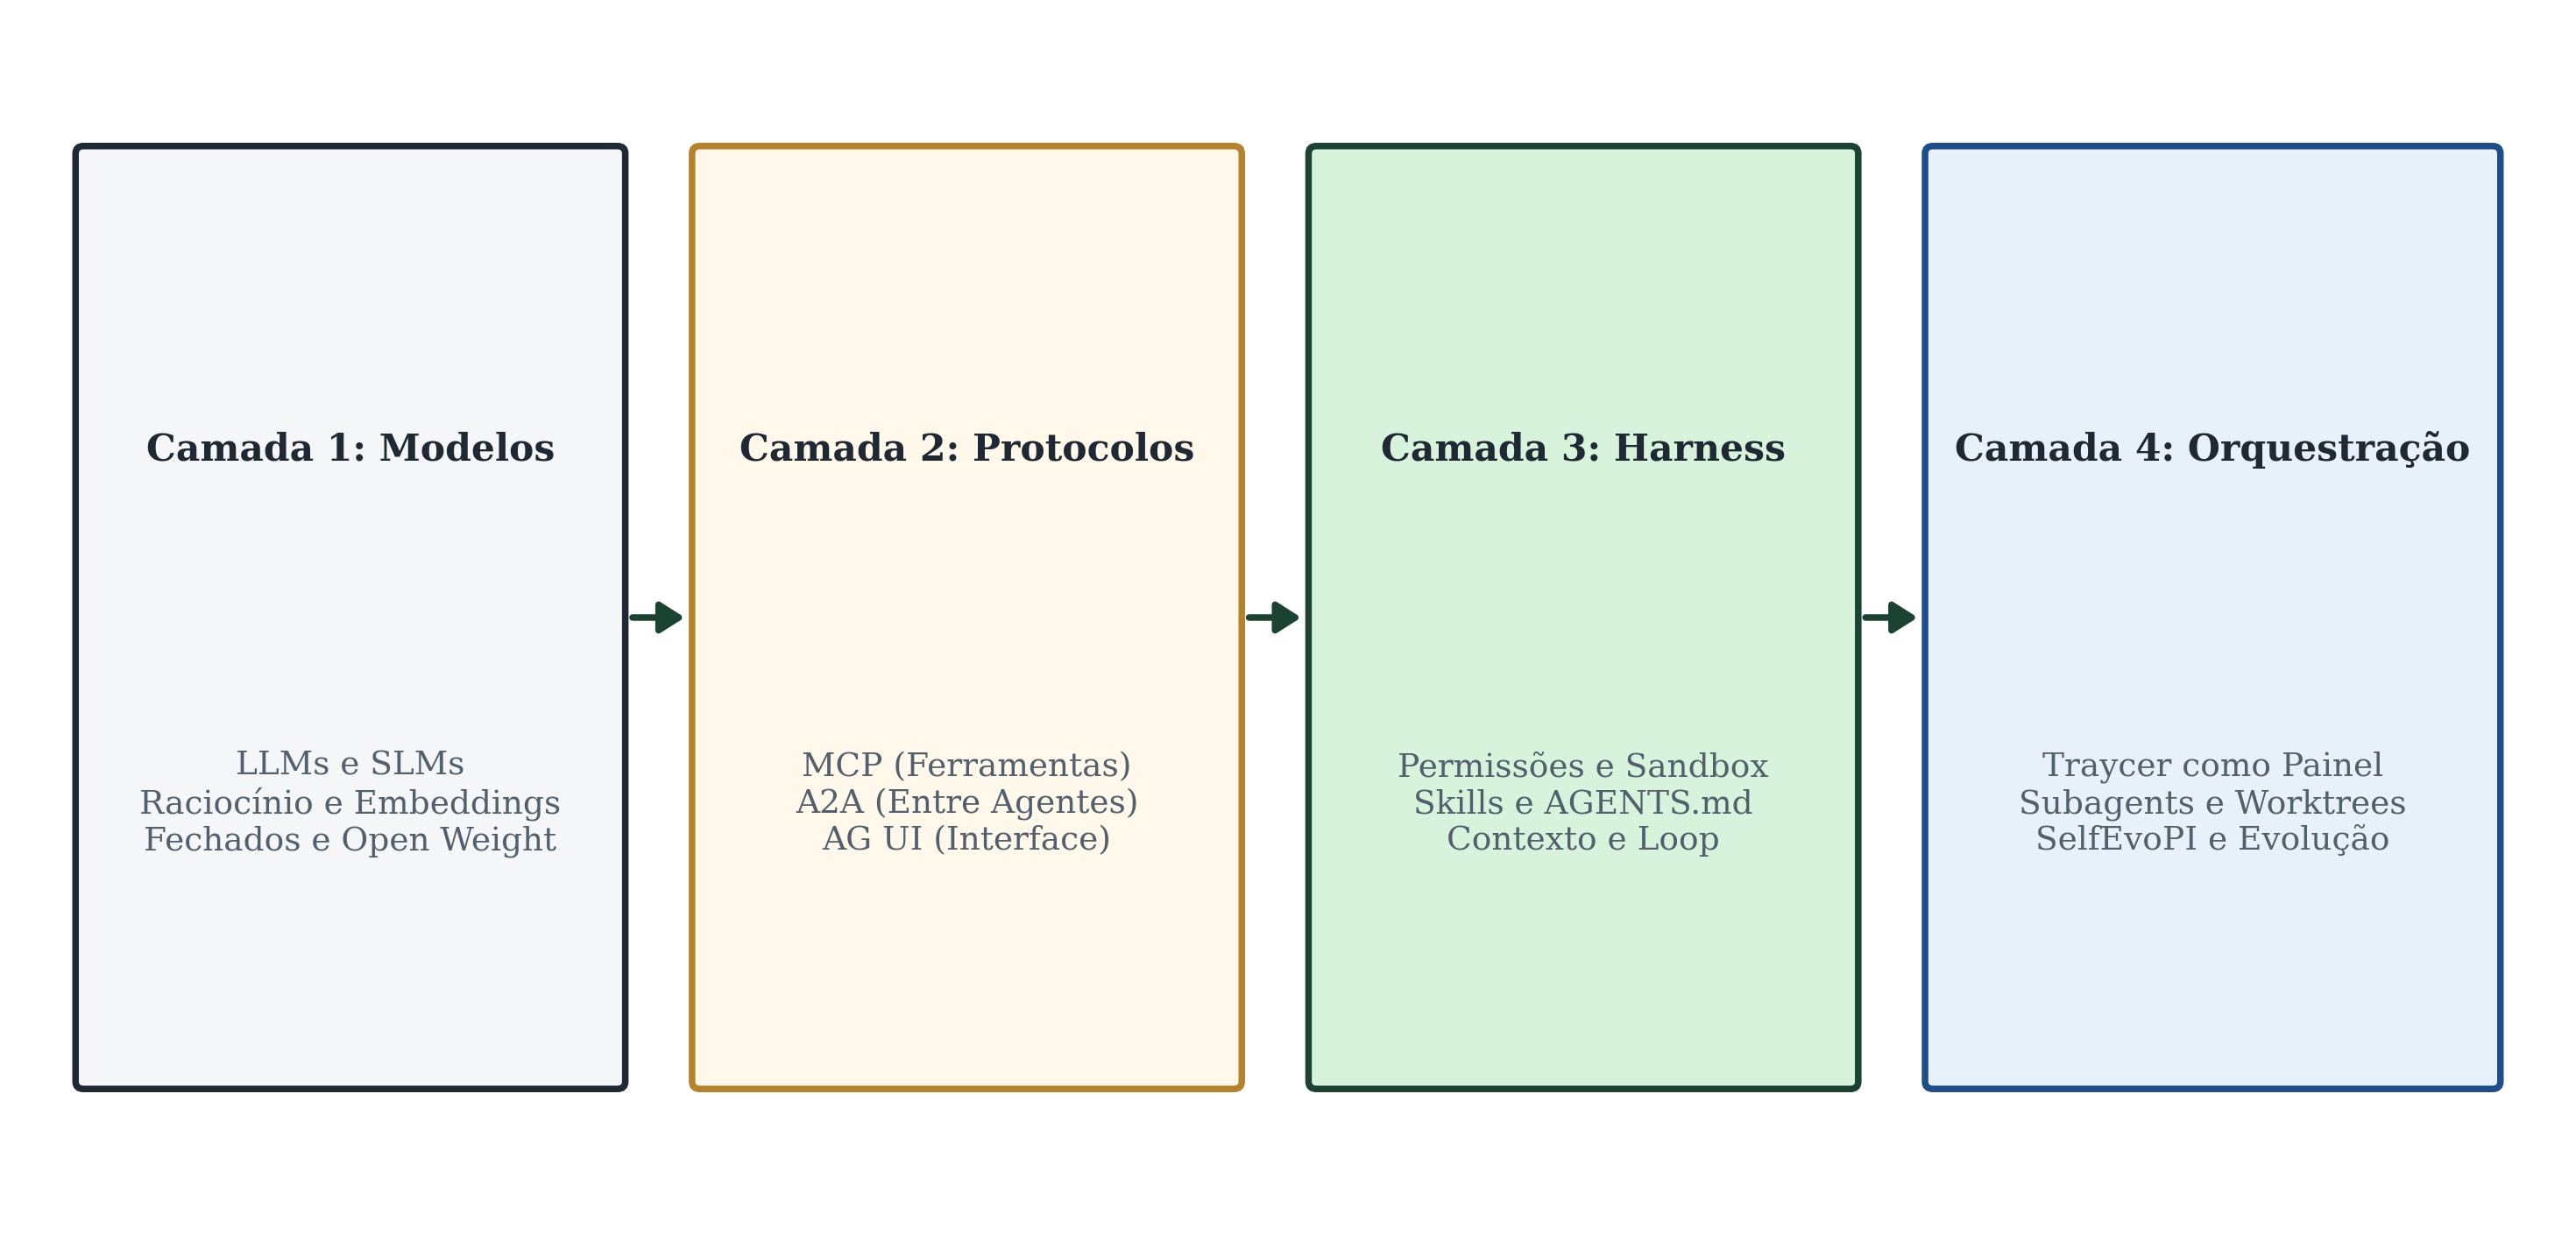 Camada 1: Modelos
LLMs e SLMs
Raciocínio e Embeddings
Fechados e Open Weight
Camada 2: Protocolos
MCP (Ferramentas)
A2A (Entre Agentes)
AG UI (Interface)
Camada 3: Harness
Permissões e Sandbox
Skills e AGENTS.md
Contexto e Loop
Camada 4: Orquestração
Traycer como Painel
Subagents e Worktrees
SelfEvoPI e Evolução